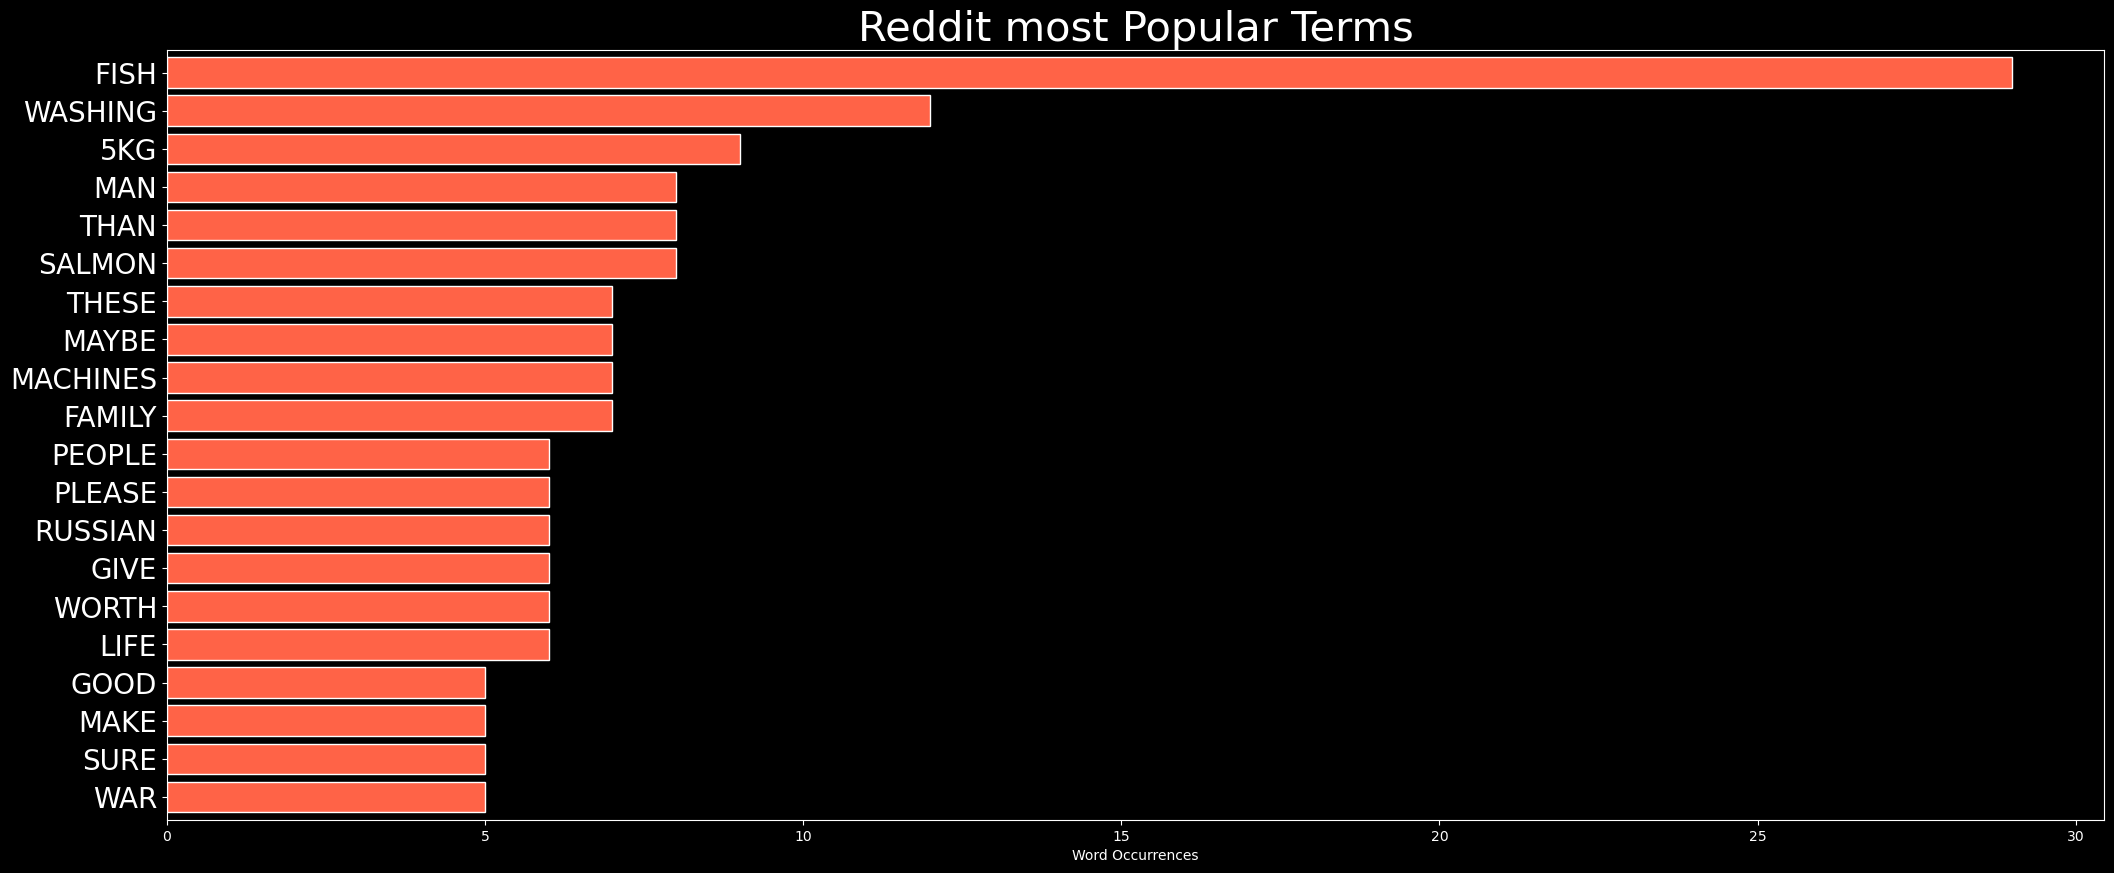 Reddit most Popular Terms
FISH
WASHING
5KG
MAN
THAN
SALMON
THESE
MAYBE
MACHINES
FAMILY
PEOPLE
PLEASE
RUSSIAN
GIVE
WORTH
LIFE
GOOD
MAKE
SURE
WAR
0 5 10 15 20 25 30
Word Occurrences